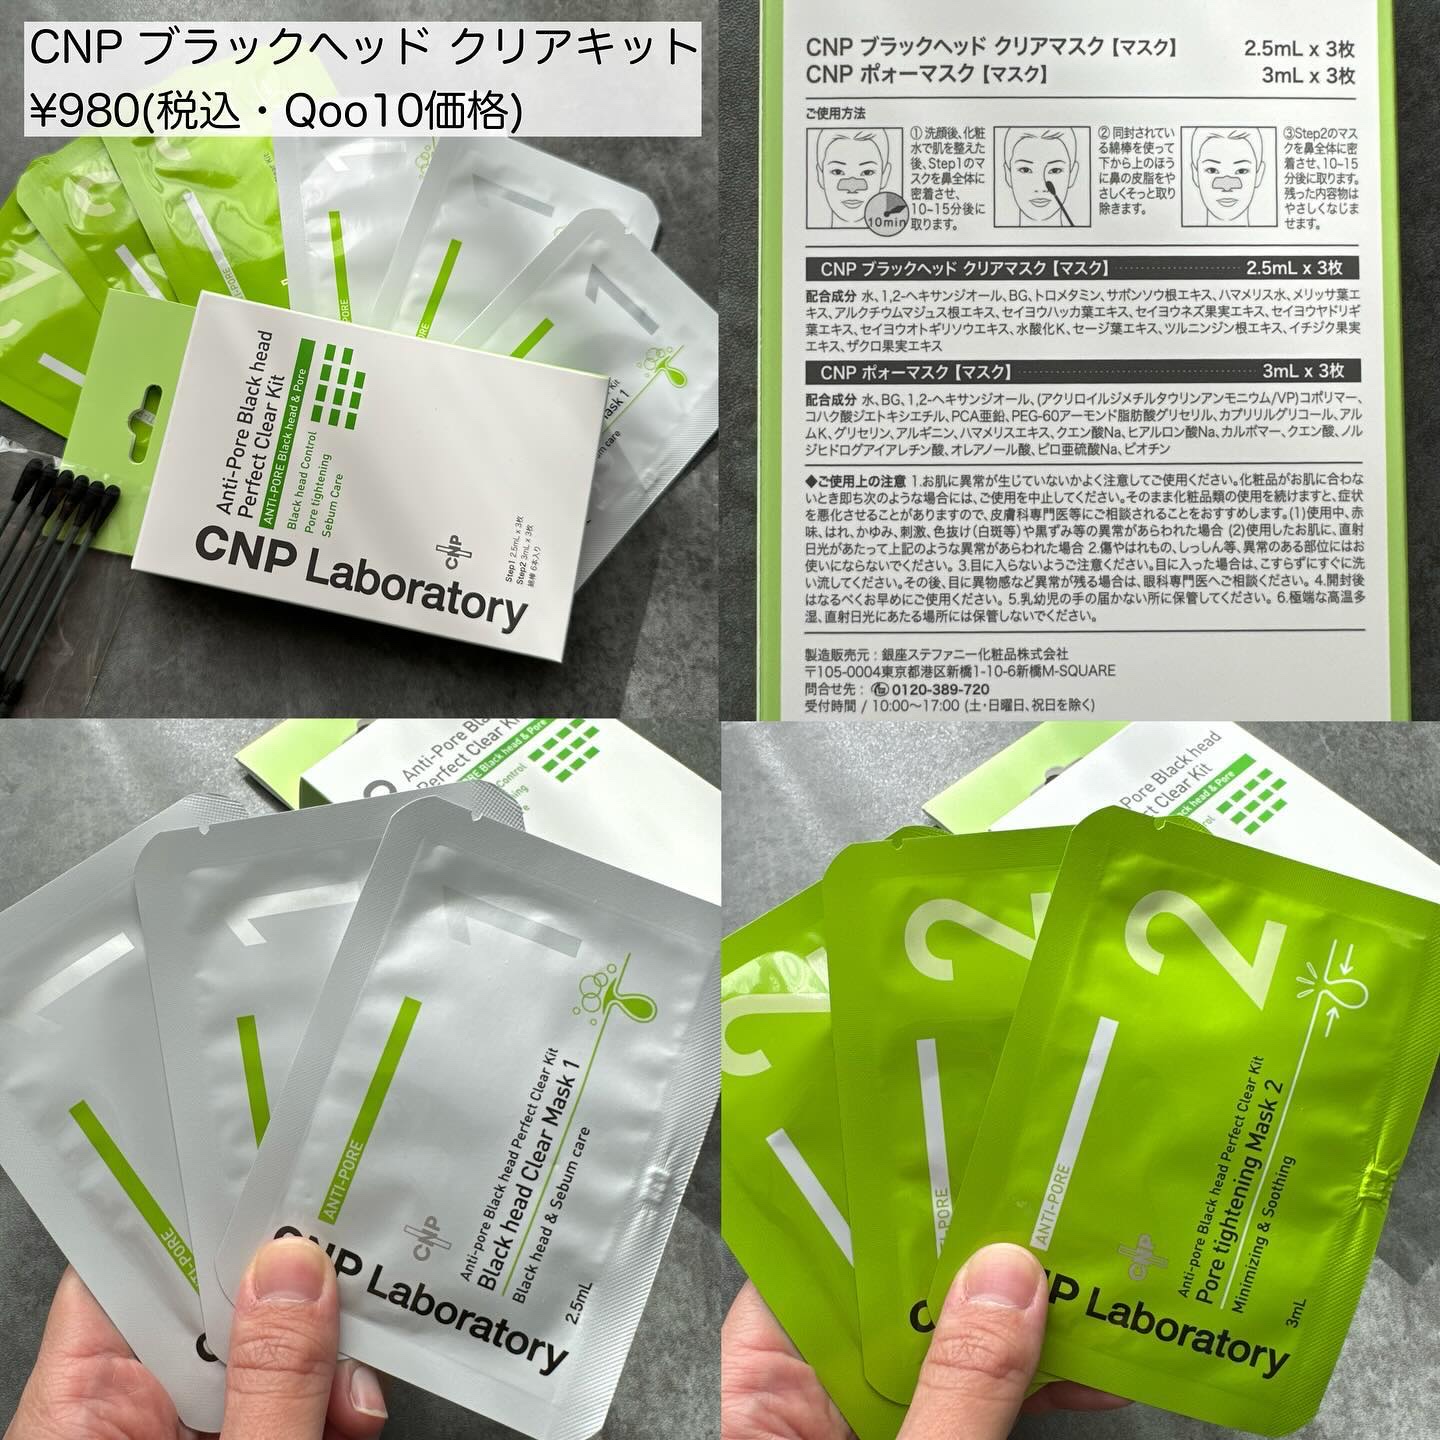 CNP ブラックヘッド クリアキット
¥980(税込・Qoo10価格)
Anti-Pore Black head
Perfect Clear Kit
ANTI-PORE Black head & Pore
Black head Control
Pore tightening
Sebum Care
CNP
Step1 2.5mL x 3枚
Step2 3mL x 3枚
綿棒 6本入り
CNP Laboratory
CNP ブラックヘッド クリアマスク【マスク】 2.5mL x 3枚
CNP ポォーマスク【マスク】 3mL x 3枚
ご使用方法
①洗顔後、化粧
水で肌を整えた
後、Step1のマ
スクを鼻全体に
密着させ、
10~15分後に
取ります。
10min
②同封されてい
る綿棒を使って
下から上のほう
に鼻の皮脂をや
さしくそっと取り
除きます。
③Step2のマス
クを鼻全体に密
着させ、10~15
分後に取ります。
残った内容物は
やさしくなじま
せます。
CNP ブラックヘッド クリアマスク【マスク】 2.5mL x 3枚
配合成分 水、1,2-ヘキサンジオール、BG、トロメタミン、サボンソウ根エキス、ハマメリス水、メリッサ葉エ
キス、アルクチウムマジュス根エキス、セイヨウハッカ葉エキス、セイヨウネズ果実エキス、セイヨウヤドリギ
葉エキス、セイヨウオトギリソウエキス、水酸化K、セージ葉エキス、ツルニンジン根エキス、イチジク果実
エキス、ザクロ果実エキス
CNP ポォーマスク【マスク】 3mL x 3枚
配合成分 水、BG、1,2-ヘキサンジオール、(アクリロイルジメチルタウリンアンモニウム/VP)コポリマー、
コハク酸ジエトキシエチル、PCA亜鉛、PEG-60アーモンド脂肪酸グリセリル、カプリリルグリコール、アル
ムK、グリセリン、アルギニン、ハマメリスエキス、クエン酸Na、ヒアルロン酸Na、カルボマー、クエン酸、ノル
ジヒドログアイアレチン酸、オレアノール酸、ピロ亜硫酸Na、ビオチン
◆ご使用上の注意 1.お肌に異常が生じていないかよく注意してご使用ください。化粧品がお肌に合わな
いとき即ち次のような場合には、ご使用を中止してください。そのまま化粧品類の使用を続けますと、症状
を悪化させることがありますので、皮膚科専門医等にご相談されることをおすすめします。(1)使用中、赤
味、はれ、かゆみ、刺激、色抜け(白斑等)や黒ずみ等の異常があらわれた場合 (2)使用したお肌に、直射
日光があたって上記のような異常があらわれた場合 2.傷やはれもの、しっしん等、異常のある部位にはお
使いにならないでください。 3.目に入らないようご注意ください。目に入った場合は、こすらずにすぐに洗
い流してください。その後、目に異物感など異常が残る場合は、眼科専門医へご相談ください。 4.開封後
はなるべくお早めにご使用ください。 5.乳幼児の手の届かない所に保管してください。 6.極端な高温多
湿、直射日光にあたる場所には保管しないでください。
製造販売元：銀座ステファニー化粧品株式会社
〒105-0004東京都港区新橋1-10-6新橋M-SQUARE
問合せ先： 0120-389-720
受付時間 / 10:00~17:00 (土・日曜日、祝日を除く)
1
ANTI-PORE
CNP
Anti-pore Black head Perfect Clear Kit
Black head Clear Mask 1
Black head & Sebum care
2.5mL
CNP Laboratory
2
ANTI-PORE
CNP
Anti-pore Black head Perfect Clear Kit
Pore tightening Mask 2
Minimizing & Soothing
3mL
Laboratory